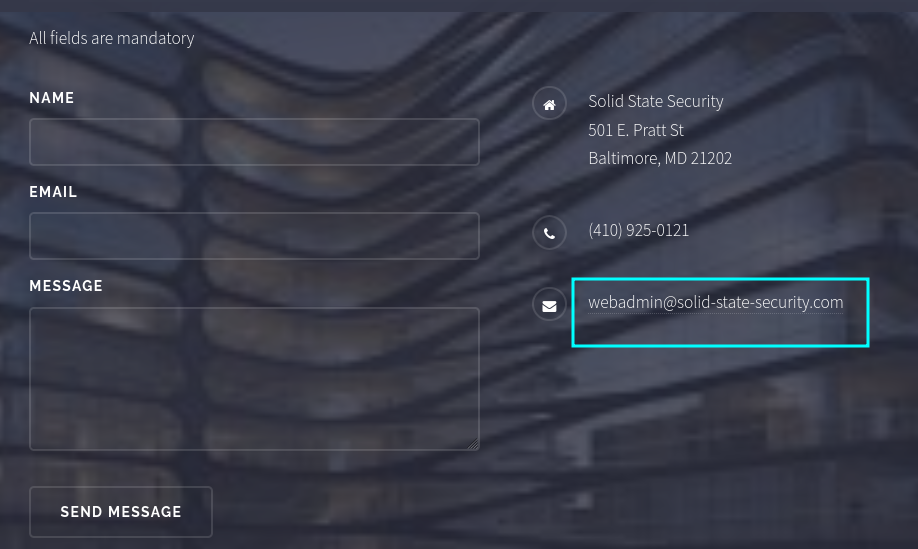 All fields are mandatory
NAME
EMAIL
MESSAGE
SEND MESSAGE
Solid State Security
501 E. Pratt St
Baltimore, MD 21202
(410) 925-0121
webadmin@solid-state-security.com